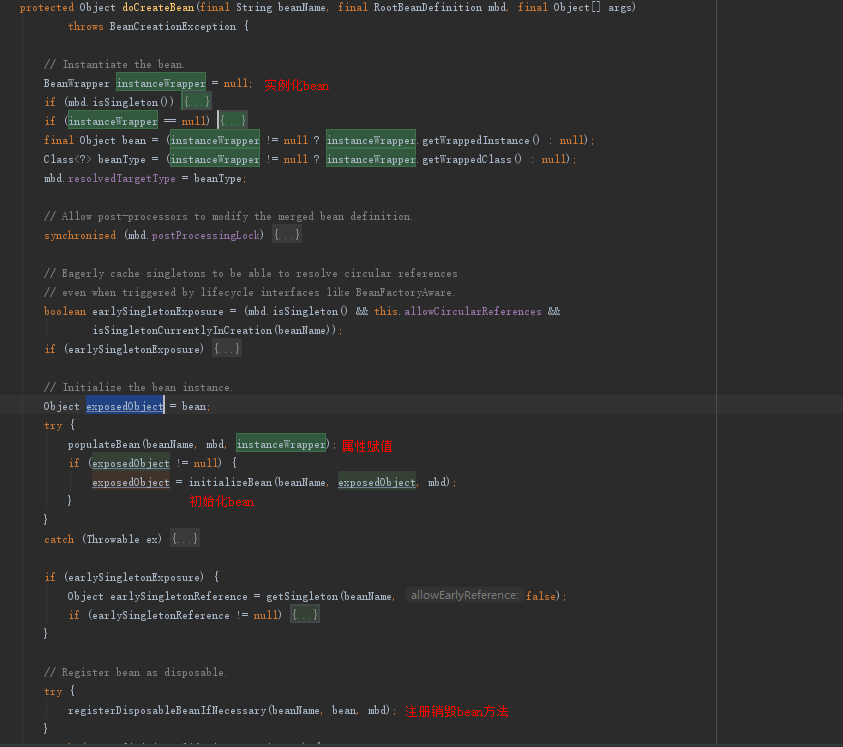 protected Object doCreateBean(final String beanName, final RootBeanDefinition mbd, final Object[] args)
throws BeanCreationException {
// Instantiate the bean.
BeanWrapper instanceWrapper = null; 实例化bean
if (mbd.isSingleton()) {...}
if (instanceWrapper == null) {...}
final Object bean = (instanceWrapper != null ? instanceWrapper.getWrappedInstance() : null);
Class<?> beanType = (instanceWrapper != null ? instanceWrapper.getWrappedClass() : null);
mbd.resolvedTargetType = beanType;
// Allow post-processors to modify the merged bean definition.
synchronized (mbd.postProcessingLock) {...}
// Eagerly cache singletons to be able to resolve circular references
// even when triggered by lifecycle interfaces like BeanFactoryAware.
boolean earlySingletonExposure = (mbd.isSingleton() && this.allowCircularReferences &&
isSingletonCurrentlyInCreation(beanName));
if (earlySingletonExposure) {...}
// Initialize the bean instance.
Object exposedObject = bean;
try {
populateBean(beanName, mbd, instanceWrapper); 属性赋值
if (exposedObject != null) {
exposedObject = initializeBean(beanName, exposedObject, mbd);
} 初始化bean
}
catch (Throwable ex) {...}
if (earlySingletonExposure) {
Object earlySingletonReference = getSingleton(beanName, allowEarlyReference: false);
if (earlySingletonReference != null) {...}
}
// Register bean as disposable.
try {
registerDisposableBeanIfNecessary(beanName, bean, mbd); 注册销毁bean方法
}